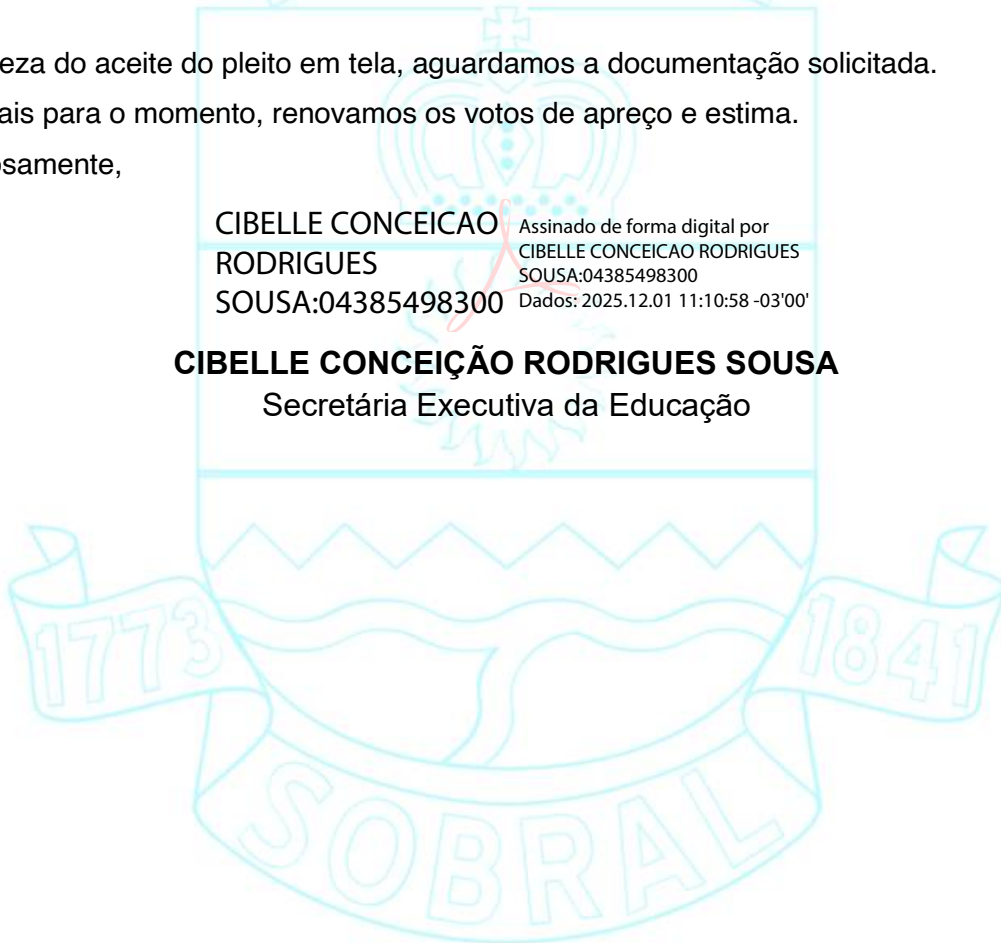 eza do aceite do pleito em tela, aguardamos a documentação solicitada.
ais para o momento, renovamos os votos de apreço e estima.
osamente,
CIBELLE CONCEICAO
RODRIGUES
SOUSA:04385498300
Assinado de forma digital por
CIBELLE CONCEICAO RODRIGUES
SOUSA:04385498300
Dados: 2025.12.01 11:10:58 -03'00'
CIBELLE CONCEIÇÃO RODRIGUES SOUSA
Secretária Executiva da Educação
1773
1841
SOBRAL